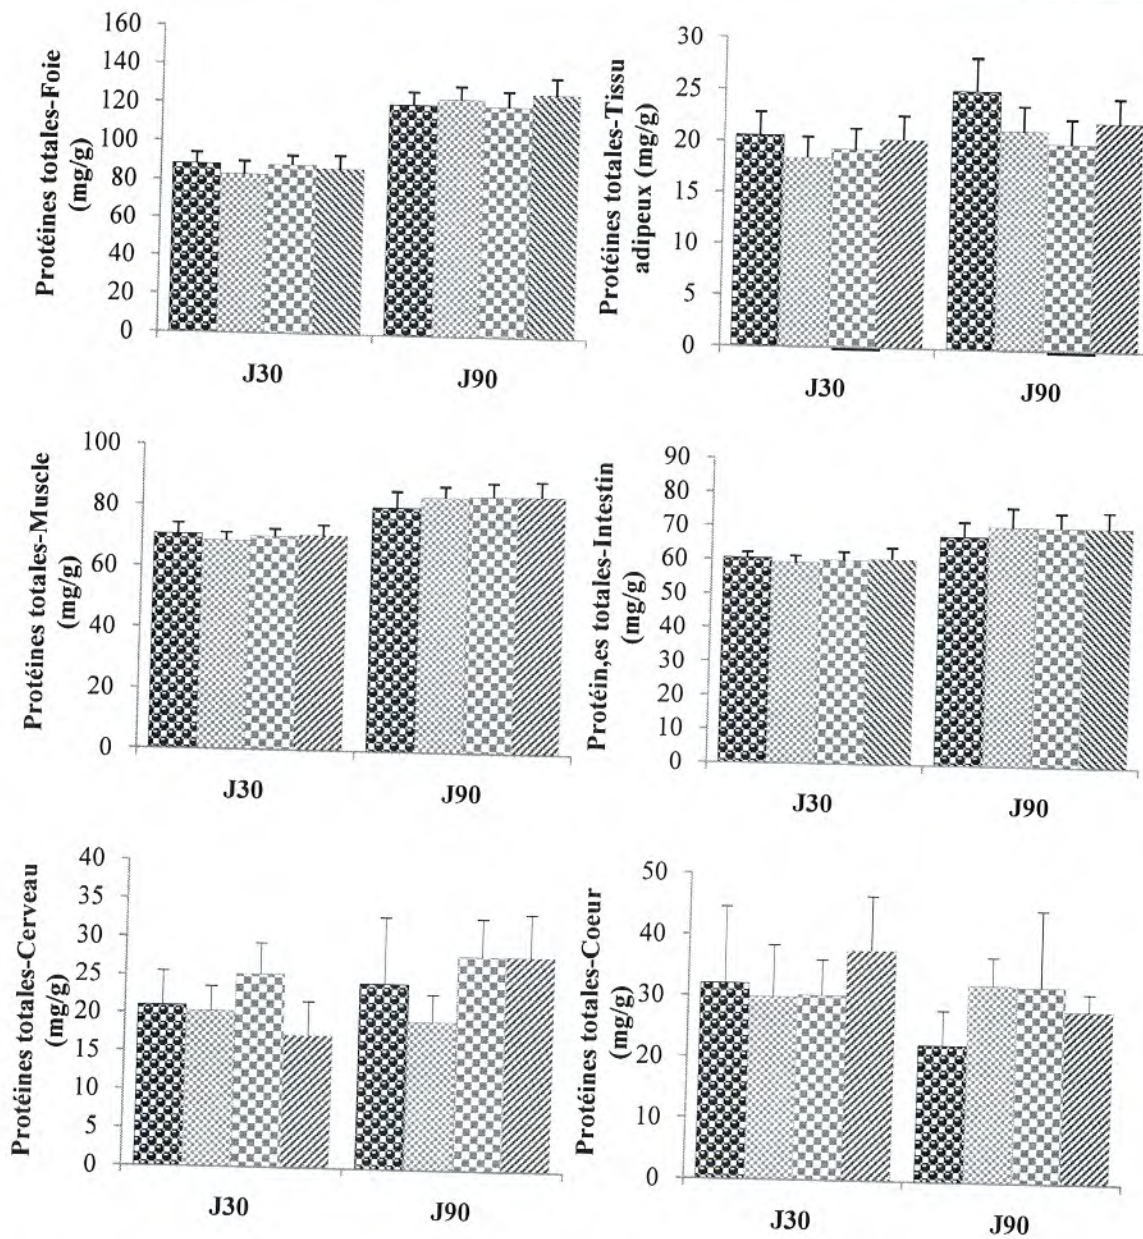 Protéines totales-Foie
(mg/g)
160
140
120
100
80
60
40
20
0
J30
J90
Protéines totales-Tissu
adipeux (mg/g)
30
25
20
15
10
5
0
J30
J90
Protéines totales-Muscle
(mg/g)
100
80
60
40
20
0
J30
J90
Protéin,es totales-Intestin
(mg/g)
90
80
70
60
50
40
30
20
10
0
J30
J90
Protéines totales-Cerveau
(mg/g)
40
35
30
25
20
15
10
5
0
J30
J90
Protéines totales-Coeur
(mg/g)
50
40
30
20
10
0
J30
J90